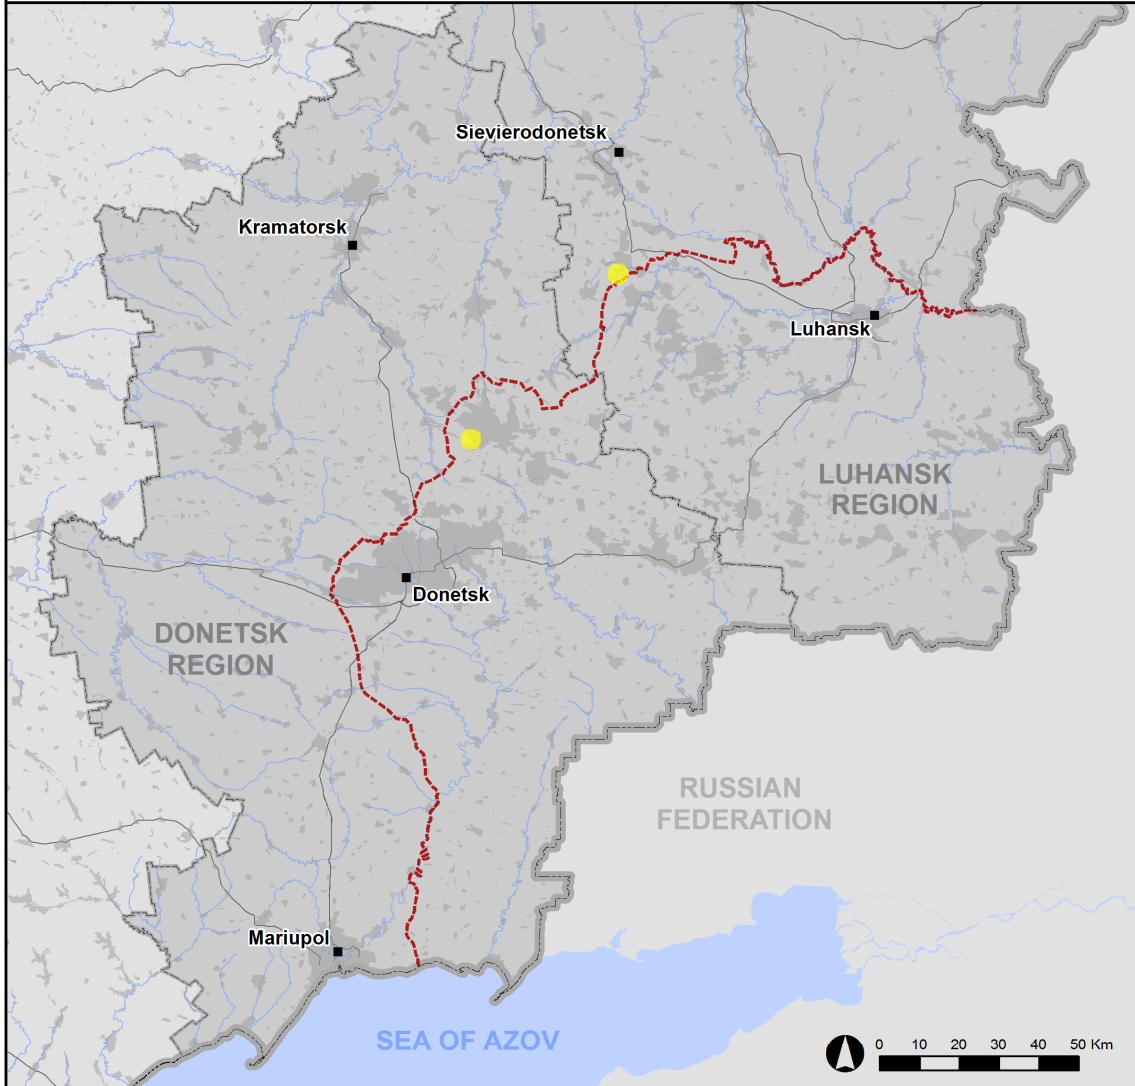 Sievierodonetsk
Kramatorsk
Luhansk
LUHANSK
REGION
Donetsk
DONETSK
REGION
RUSSIAN
FEDERATION
Mariupol
SEA OF AZOV
0 10 20 30 40 50 Km